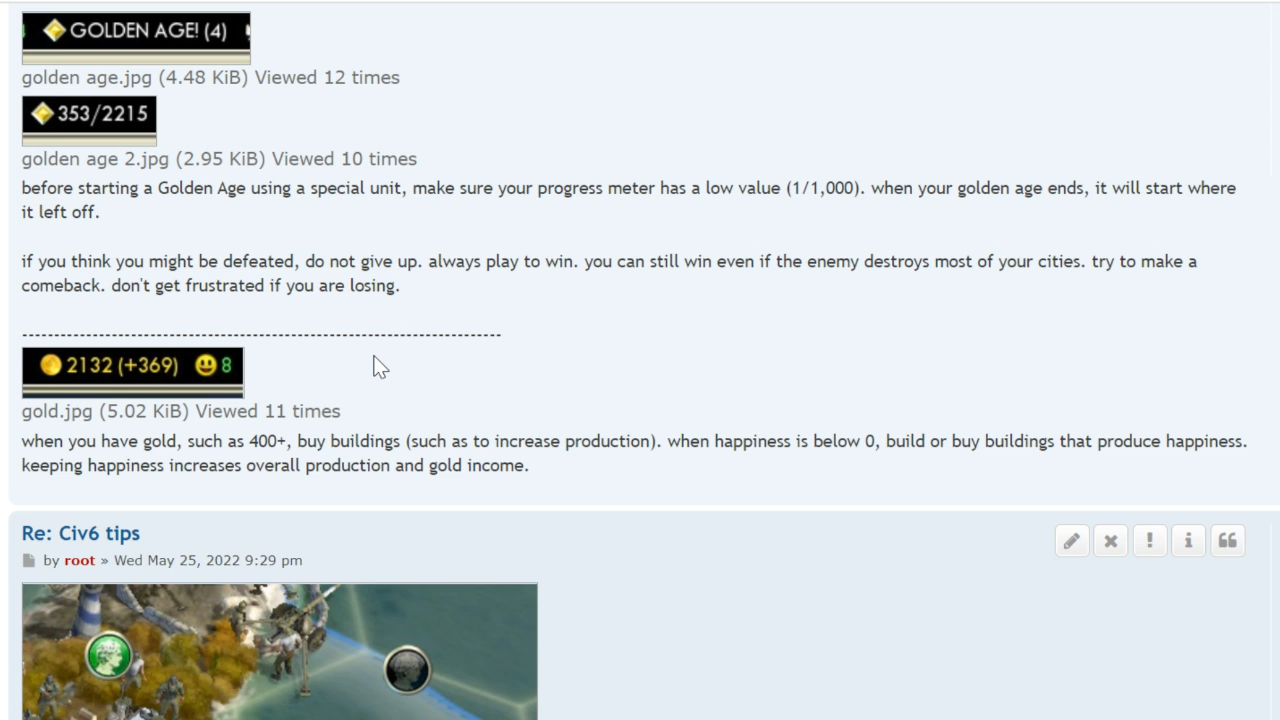 GOLDEN AGE! (4)
golden age.jpg (4.48 KiB) Viewed 12 times
353/2215
golden age 2.jpg (2.95 KiB) Viewed 10 times
before starting a Golden Age using a special unit, make sure your progress meter has a low value (1/1,000). when your golden age ends, it will start where
it left off.
if you think you might be defeated, do not give up. always play to win. you can still win even if the enemy destroys most of your cities. try to make a
comeback. don't get frustrated if you are losing.
---------------------------------------------------------------------------
2132 (+369) 8
gold.jpg (5.02 KiB) Viewed 11 times
when you have gold, such as 400+, buy buildings (such as to increase production). when happiness is below 0, build or buy buildings that produce happiness.
keeping happiness increases overall production and gold income.
Re: Civ6 tips
by root » Wed May 25, 2022 9:29 pm